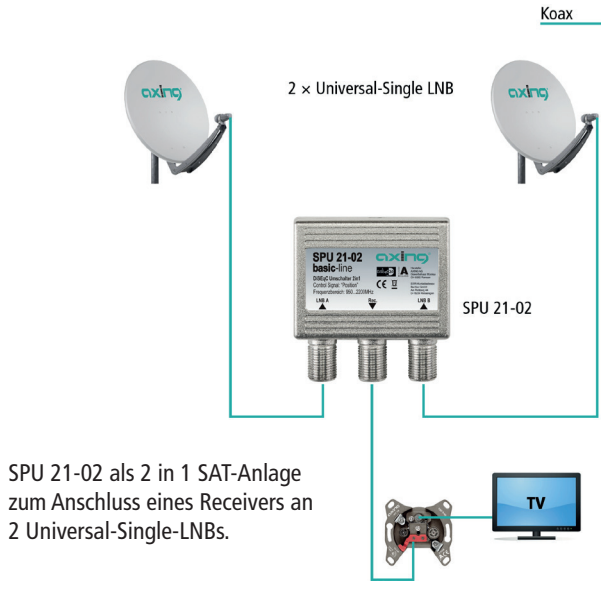 Koax
axing
2 × Universal-Single LNB
axing
SPU 21-02 axing
basic-line
DiSEqC Umschalter 2in1
Control Signal: "Position"
A
CE
LNB A Rec. LNB B
SPU 21-02
SPU 21-02 als 2 in 1 SAT-Anlage
zum Anschluss eines Receivers an
2 Universal-Single-LNBs.
TV